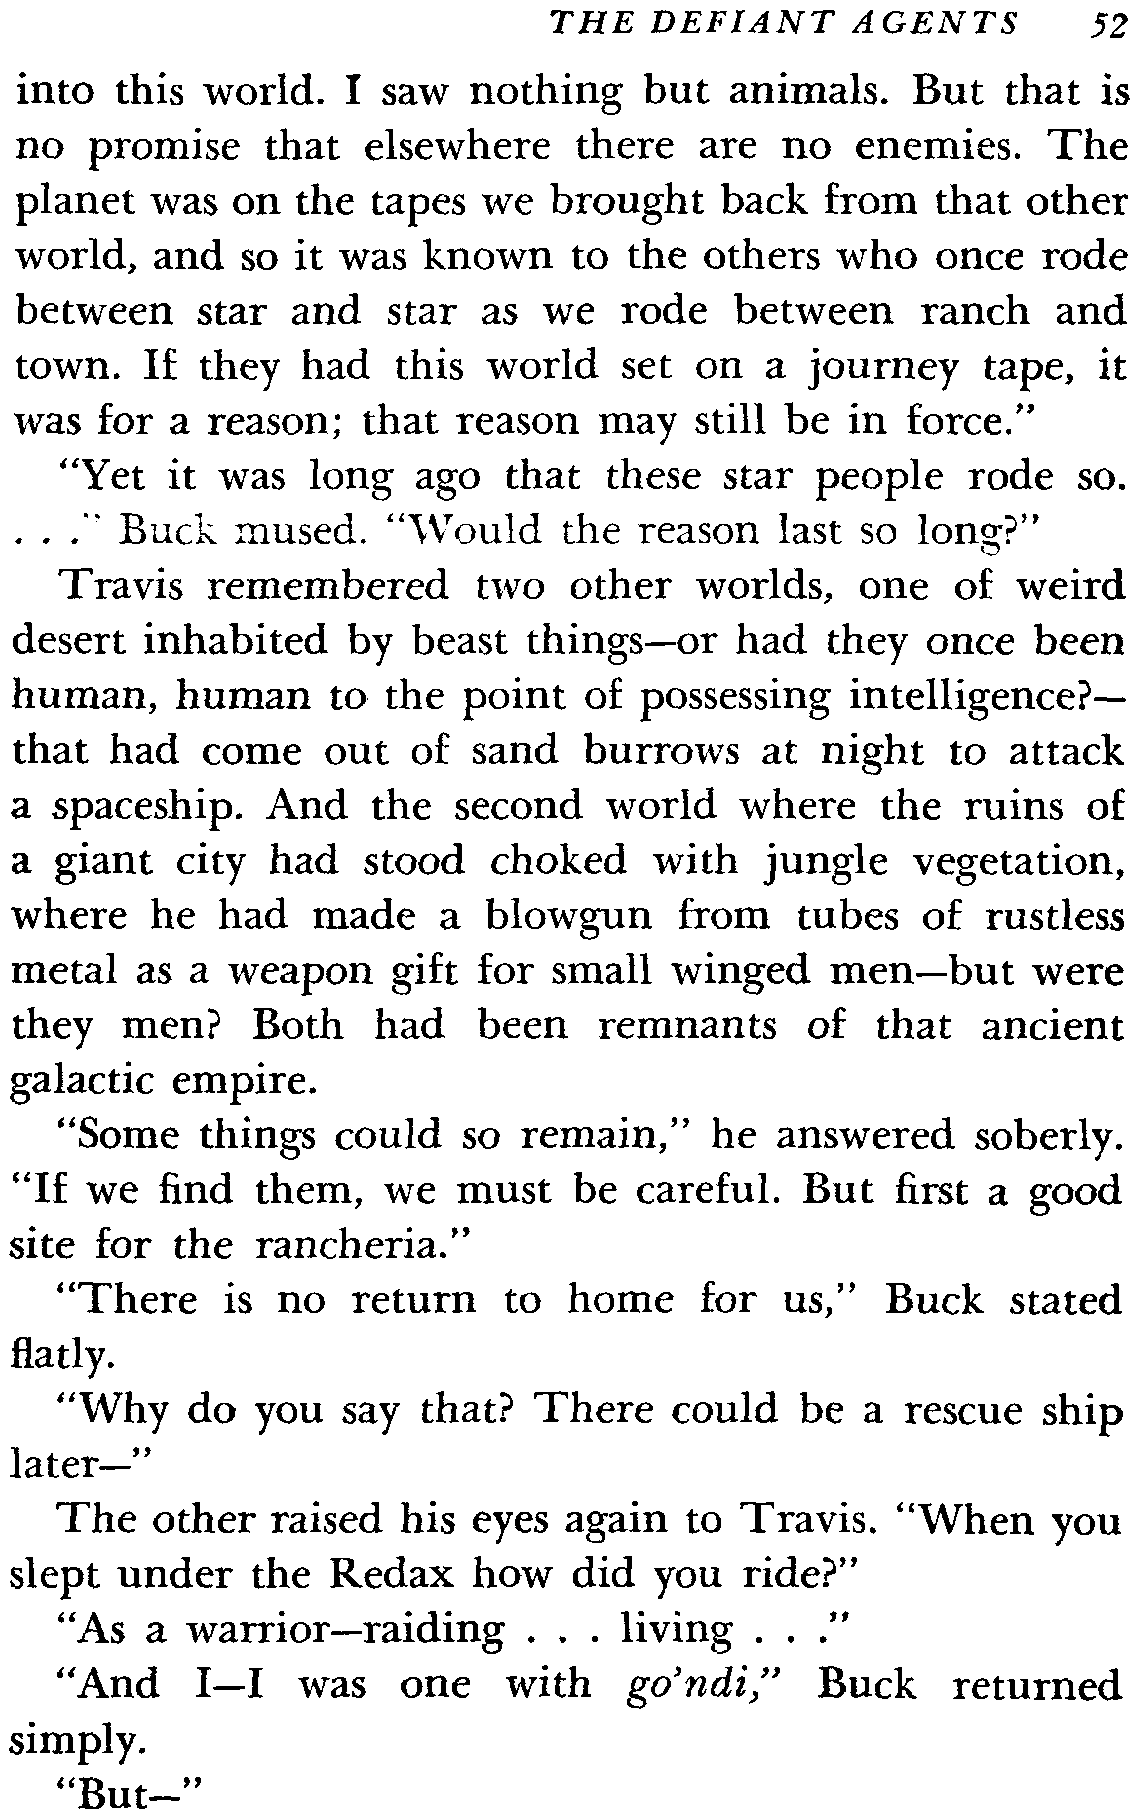 THE DEFIANT AGENTS 52
into this world. I saw nothing but animals. But that is
no promise that elsewhere there are no enemies. The
planet was on the tapes we brought back from that other
world, and so it was known to the others who once rode
between star and star as we rode between ranch and
town. If they had this world set on a journey tape, it
was for a reason; that reason may still be in force."
"Yet it was long ago that these star people rode so.
. . ." Buck mused. "Would the reason last so long?"
Travis remembered two other worlds, one of weird
desert inhabited by beast things—or had they once been
human, human to the point of possessing intelligence?—
that had come out of sand burrows at night to attack
a spaceship. And the second world where the ruins of
a giant city had stood choked with jungle vegetation,
where he had made a blowgun from tubes of rustless
metal as a weapon gift for small winged men—but were
they men? Both had been remnants of that ancient
galactic empire.
"Some things could so remain," he answered soberly.
"If we find them, we must be careful. But first a good
site for the rancheria."
"There is no return to home for us," Buck stated
flatly.
"Why do you say that? There could be a rescue ship
later—"
The other raised his eyes again to Travis. "When you
slept under the Redax how did you ride?"
"As a warrior—raiding . . . living . . ."
"And I—I was one with go'ndi," Buck returned
simply.
"But—"